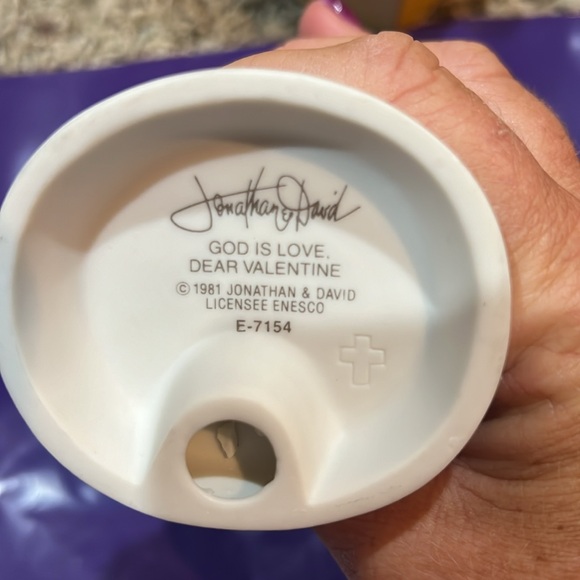 Jonathan & David
GOD IS LOVE,
DEAR VALENTINE
© 1981 JONATHAN & DAVID
LICENSEE ENESCO
E-7154